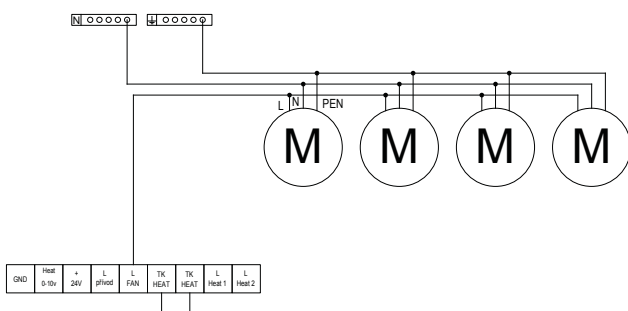 N
L N PEN
M M M M
GND
Heat
0-10v
+
24V
L
přívod
L
FAN
TK
HEAT
TK
HEAT
L
Heat 1
L
Heat 2